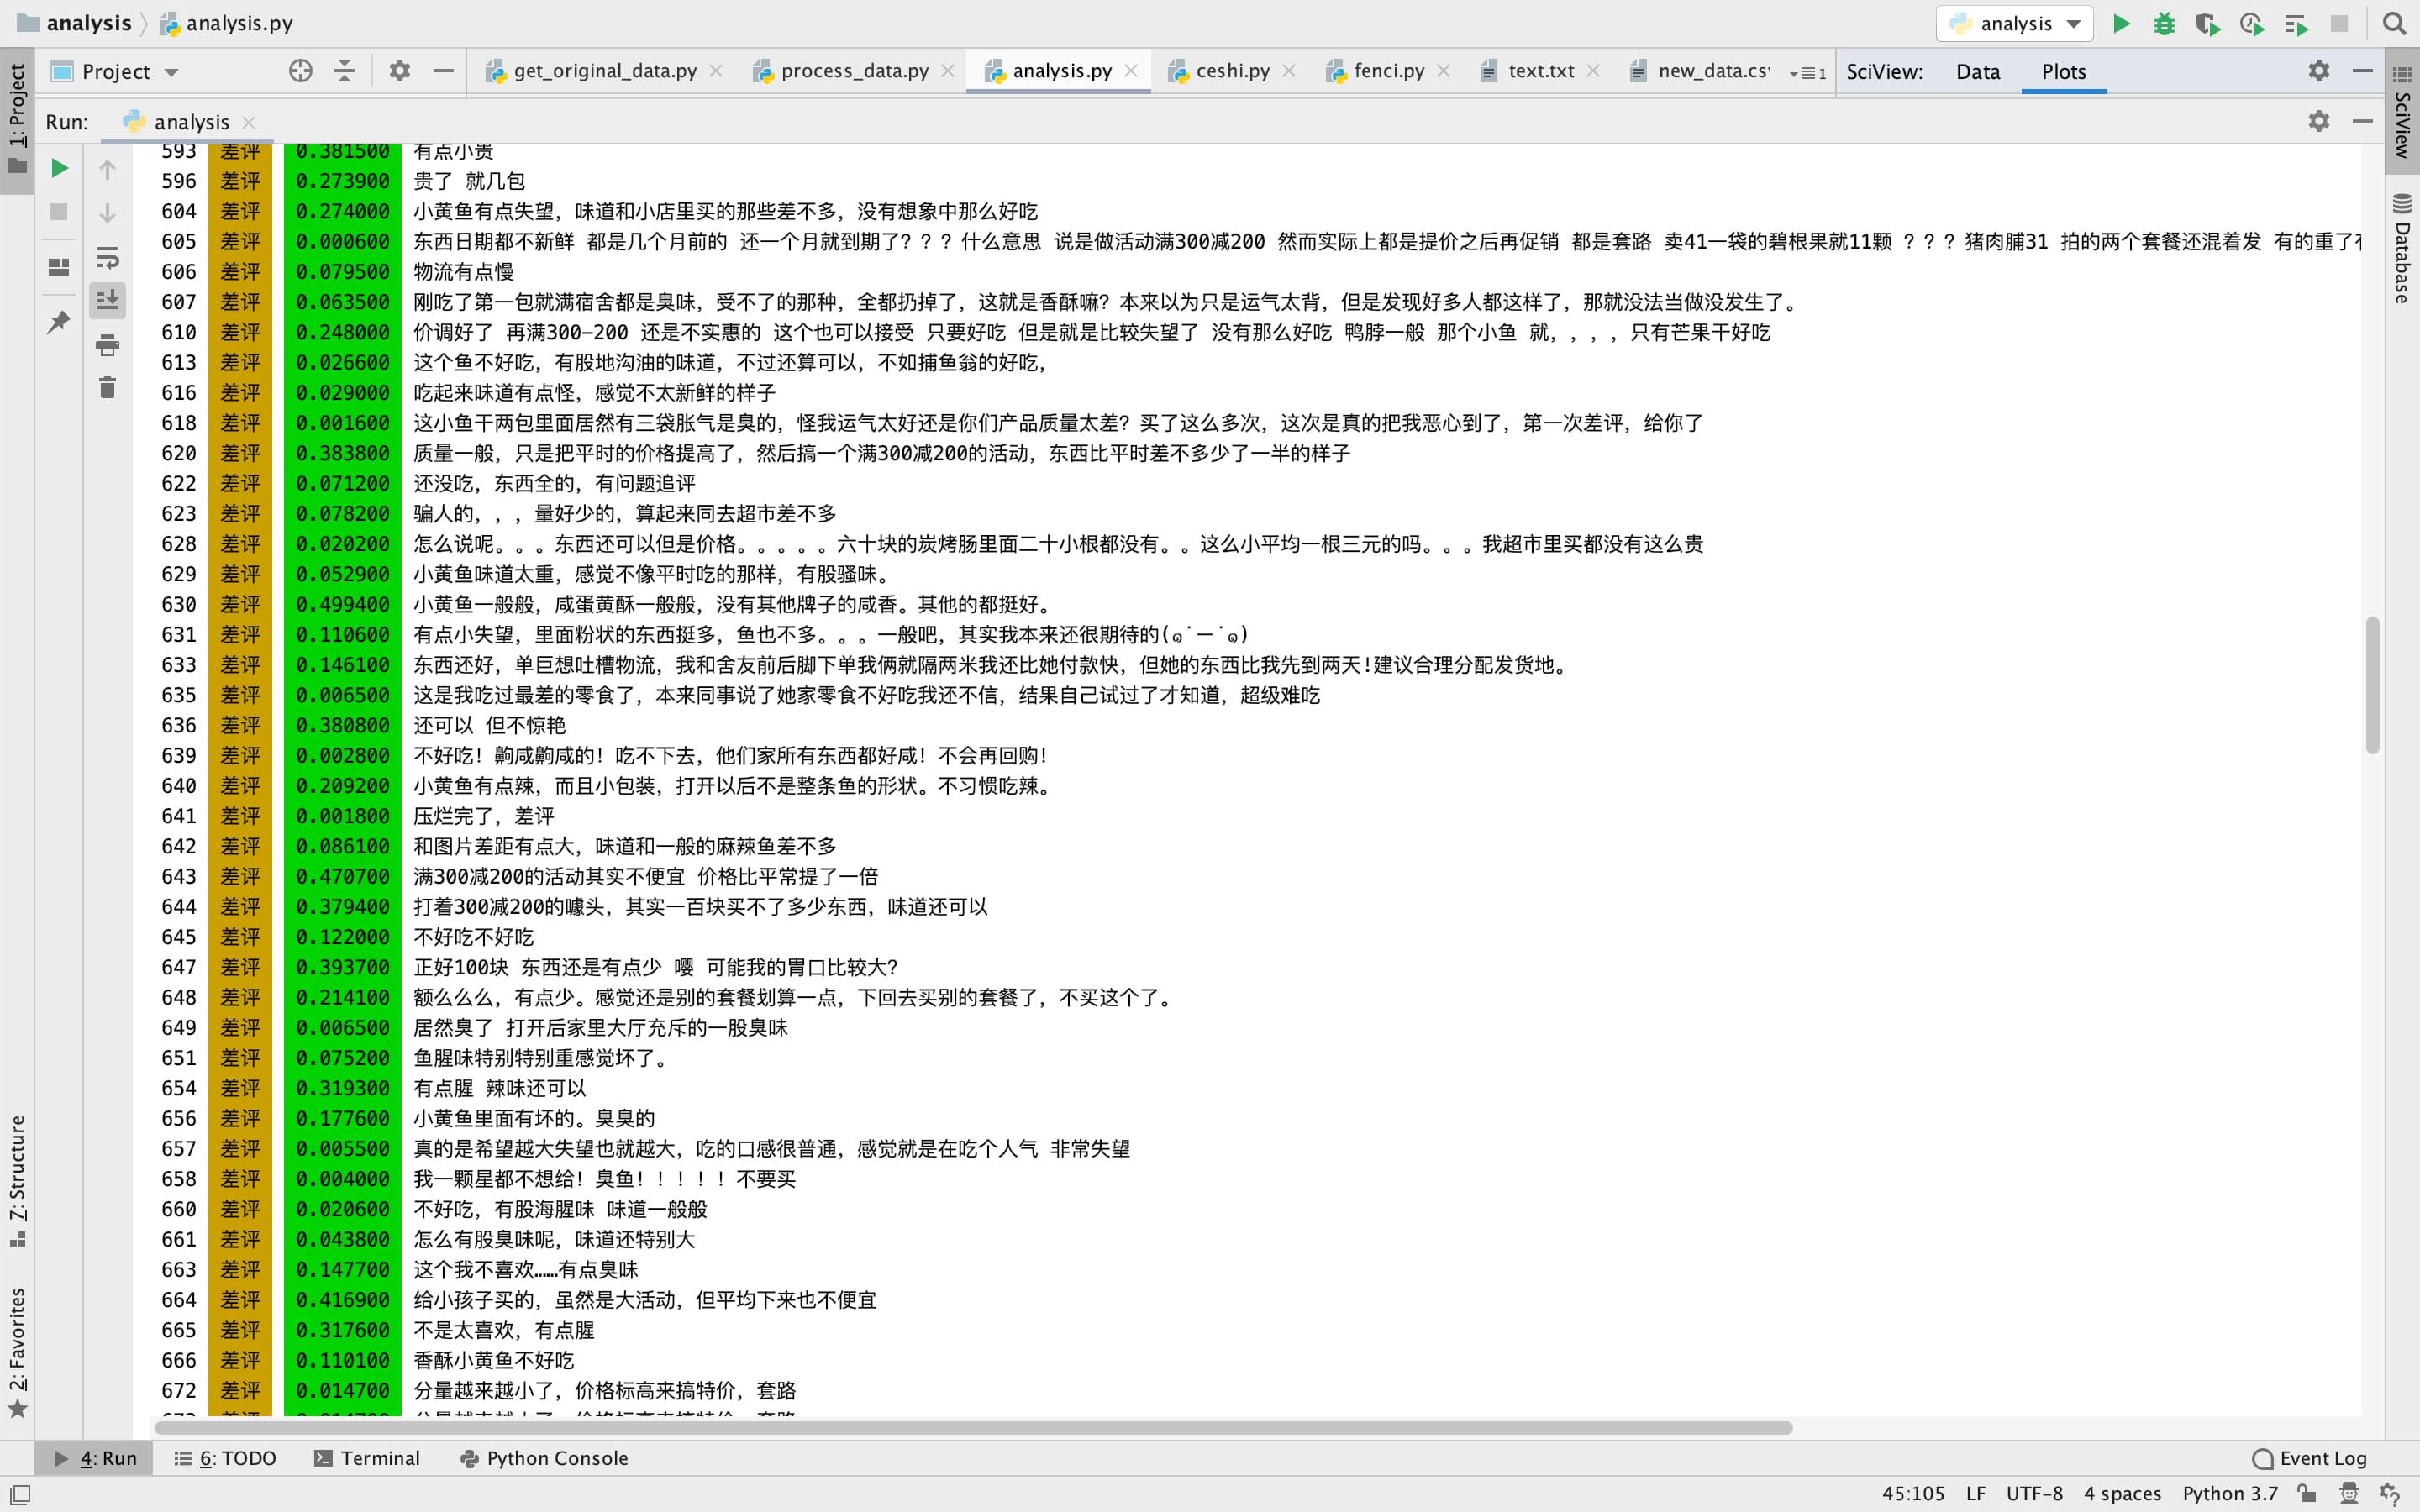 analysis 〉 analysis.py
analysis
Project
get_original_data.py
process_data.py
analysis.py
ceshi.py
fenci.py
text.txt
new_data.cs
1
SciView:
Data
Plots
Run:
analysis
593 差评 0.381500 有点小贵
596 差评 0.273900 贵了 就几包
604 差评 0.274000 小黄鱼有点失望，味道和小店里买的那些差不多，没有想象中那么好吃
605 差评 0.000600 东西日期都不新鲜 都是几个月前的 还一个月就到期了？？？什么意思 说是做活动满300减200 然而实际上都是提价之后再促销 都是套路 卖41一袋的碧根果就11颗 ？？？猪肉脯31 拍的两个套餐还混着发 有的重了
606 差评 0.079500 物流有点慢
607 差评 0.063500 刚吃了第一包就满宿舍都是臭味，受不了的那种，全都扔掉了，这就是香酥嘛？本来以为只是运气太背，但是发现好多人都这样了，那就没法当做没发生了。
610 差评 0.248000 价调好了 再满300-200 还是不实惠的 这个也可以接受 只要好吃 但是就是比较失望了 没有那么好吃 鸭脖一般 那个小鱼 就，，，，只有芒果干好吃
613 差评 0.026600 这个鱼不好吃，有股地沟油的味道，不过还算可以，不如捕鱼翁的好吃，
616 差评 0.029000 吃起来味道有点怪，感觉不太新鲜的样子
618 差评 0.001600 这小鱼干两包里面居然有三袋胀气是臭的，怪我运气太好还是你们产品质量太差？买了这么多次，这次是真的把我恶心到了，第一次差评，给你了
620 差评 0.383800 质量一般，只是把平时的价格提高了，然后搞一个满300减200的活动，东西比平时差不多少了一半的样子
622 差评 0.071200 还没吃，东西全的，有问题追评
623 差评 0.078200 骗人的，，，量好少的，算起来同去超市差不多
628 差评 0.020200 怎么说呢。。。东西还可以但是价格。。。。。六十块的炭烤肠里面二十小根都没有。。这么小平均一根三元的吗。。。我超市里买都没有这么贵
629 差评 0.052900 小黄鱼味道太重，感觉不像平时吃的那样，有股骚味。
630 差评 0.499400 小黄鱼一般般，咸蛋黄酥一般般，没有其他牌子的咸香。其他的都挺好。
631 差评 0.110600 有点小失望，里面粉状的东西挺多，鱼也不多。。。一般吧，其实我本来还很期待的(๑˙ー˙๑)
633 差评 0.146100 东西还好，单巨想吐槽物流，我和舍友前后脚下单我俩就隔两米我还比她付款快，但她的东西比我先到两天!建议合理分配发货地。
635 差评 0.006500 这是我吃过最差的零食了，本来同事说了她家零食不好吃我还不信，结果自己试过了才知道，超级难吃
636 差评 0.380800 还可以 但不惊艳
639 差评 0.002800 不好吃！齁咸齁咸的！吃不下去，他们家所有东西都好咸！不会再回购！
640 差评 0.209200 小黄鱼有点辣，而且小包装，打开以后不是整条鱼的形状。不习惯吃辣。
641 差评 0.001800 压烂完了，差评
642 差评 0.086100 和图片差距有点大，味道和一般的麻辣鱼差不多
643 差评 0.470700 满300减200的活动其实不便宜 价格比平常提了一倍
644 差评 0.379400 打着300减200的噱头，其实一百块买不了多少东西，味道还可以
645 差评 0.122000 不好吃不好吃
647 差评 0.393700 正好100块 东西还是有点少 嘤 可能我的胃口比较大？
648 差评 0.214100 额么么么，有点少。感觉还是别的套餐划算一点，下回去买别的套餐了，不买这个了。
649 差评 0.006500 居然臭了 打开后家里大厅充斥的一股臭味
651 差评 0.075200 鱼腥味特别特别重感觉坏了。
654 差评 0.319300 有点腥 辣味还可以
656 差评 0.177600 小黄鱼里面有坏的。臭臭的
657 差评 0.005500 真的是希望越大失望也就越大，吃的口感很普通，感觉就是在吃个人气 非常失望
658 差评 0.004000 我一颗星都不想给！臭鱼！！！！！不要买
660 差评 0.020600 不好吃，有股海腥味 味道一般般
661 差评 0.043800 怎么有股臭味呢，味道还特别大
663 差评 0.147700 这个我不喜欢……有点臭味
664 差评 0.416900 给小孩子买的，虽然是大活动，但平均下来也不便宜
665 差评 0.317600 不是太喜欢，有点腥
666 差评 0.110100 香酥小黄鱼不好吃
672 差评 0.014700 分量越来越小了，价格标高来搞特价，套路
1: Project
Z: Structure
2: Favorites
SciView
Database
4: Run
6: TODO
Terminal
Python Console
Event Log
45:105 LF UTF-8 4 spaces Python 3.7